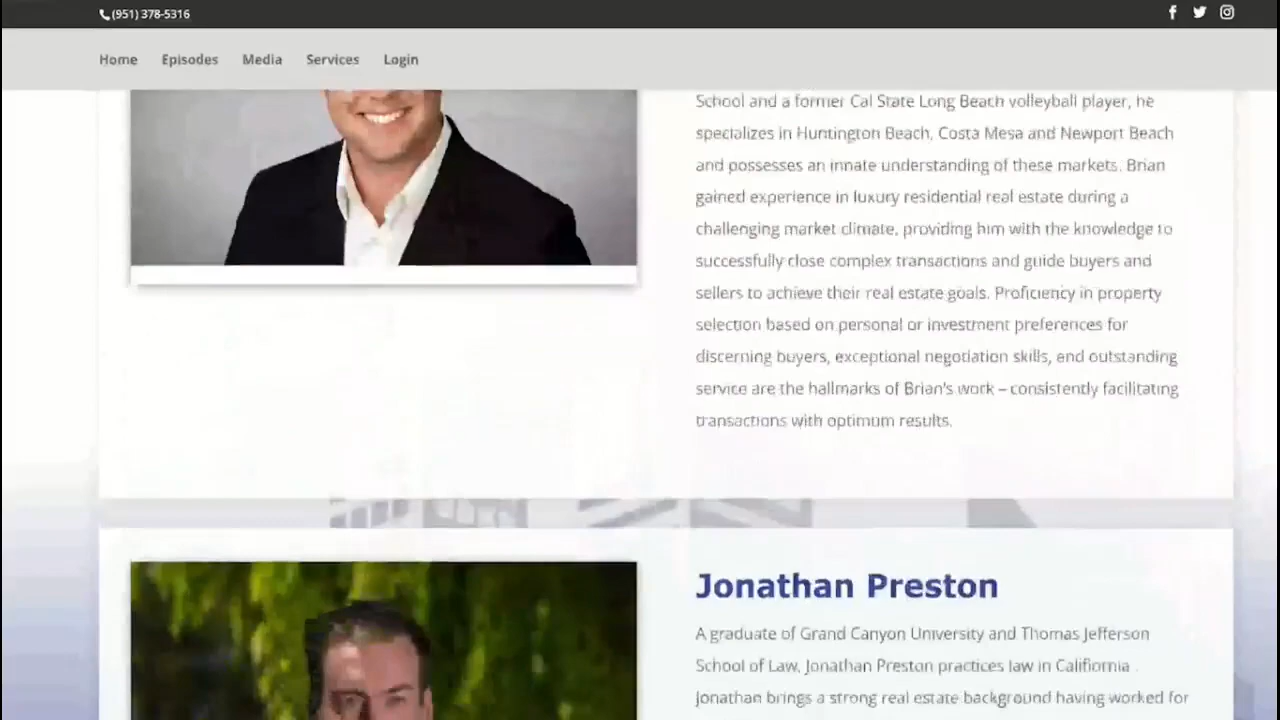 (951) 378-5316
Home Episodes Media Services Login
School and a former Cal State Long Beach volleyball player, he
specializes in Huntington Beach, Costa Mesa and Newport Beach
and possesses an innate understanding of these markets. Brian
gained experience in luxury residential real estate during a
challenging market climate, providing him with the knowledge to
successfully close complex transactions and guide buyers and
sellers to achieve their real estate goals. Proficiency in property
selection based on personal or investment preferences for
discerning buyers, exceptional negotiation skills, and outstanding
service are the hallmarks of Brian's work – consistently facilitating
transactions with optimum results.
Jonathan Preston
A graduate of Grand Canyon University and Thomas Jefferson
School of Law, Jonathan Preston practices law in California .
Jonathan brings a strong real estate background having worked for